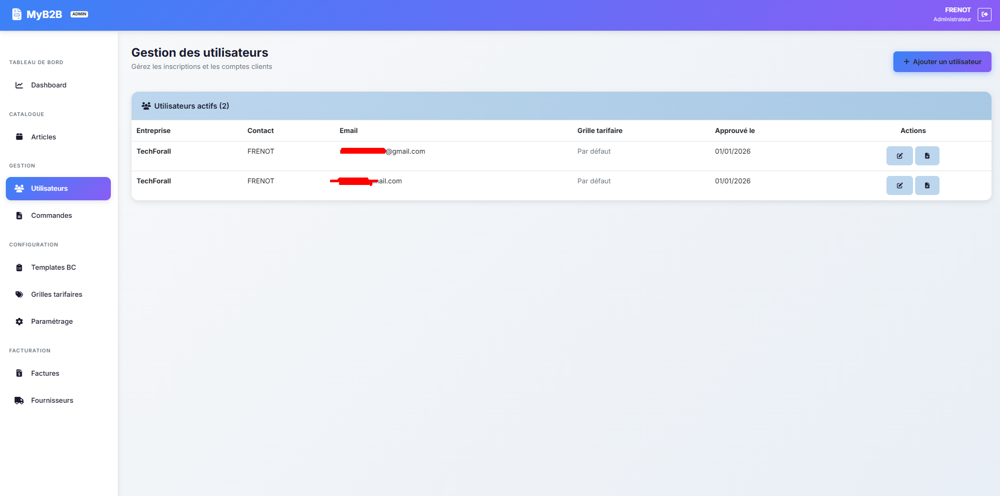 MyB2B ADMIN
FRENOT
Administrateur
TABLEAU DE BORD
Dashboard
CATALOGUE
Articles
GESTION
Utilisateurs
Commandes
CONFIGURATION
Templates BC
Grilles tarifaires
Paramétrage
FACTURATION
Factures
Fournisseurs
Gestion des utilisateurs
Gérez les inscriptions et les comptes clients
+ Ajouter un utilisateur
Utilisateurs actifs (2)
Entreprise Contact Email Grille tarifaire Approuvé le Actions
TechForall FRENOT @gmail.com Par défaut 01/01/2026
TechForall FRENOT mail.com Par défaut 01/01/2026